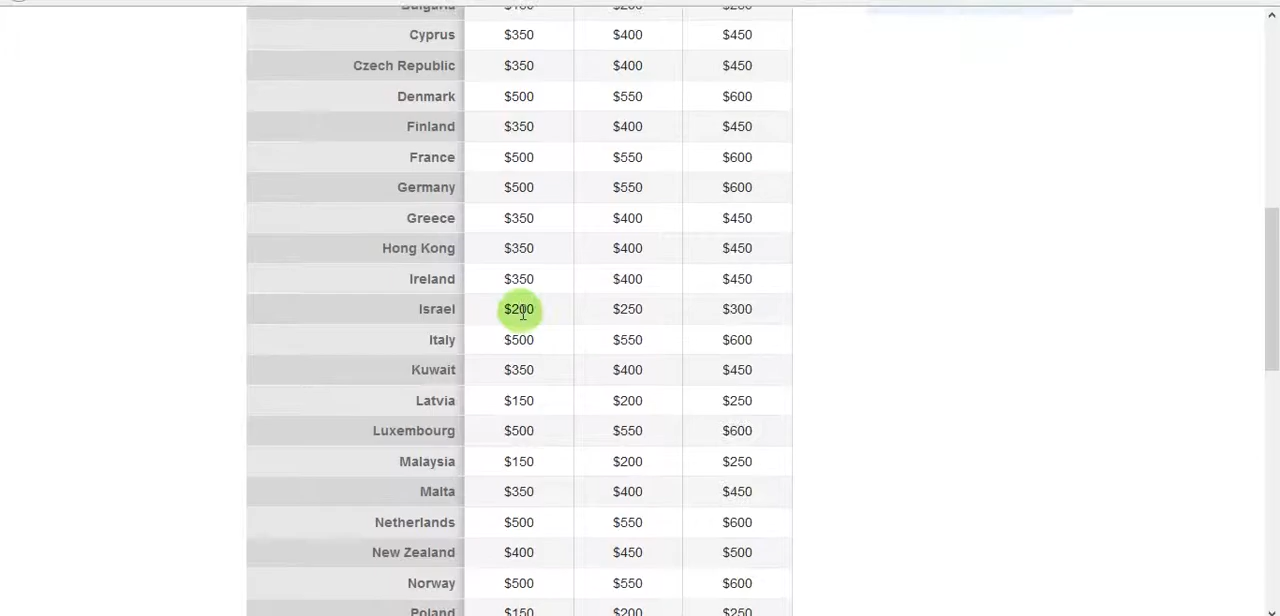 Bulgaria $150 $200 $250
Cyprus $350 $400 $450
Czech Republic $350 $400 $450
Denmark $500 $550 $600
Finland $350 $400 $450
France $500 $550 $600
Germany $500 $550 $600
Greece $350 $400 $450
Hong Kong $350 $400 $450
Ireland $350 $400 $450
Israel $200 $250 $300
Italy $500 $550 $600
Kuwait $350 $400 $450
Latvia $150 $200 $250
Luxembourg $500 $550 $600
Malaysia $150 $200 $250
Malta $350 $400 $450
Netherlands $500 $550 $600
New Zealand $400 $450 $500
Norway $500 $550 $600
Poland $150 $200 $250